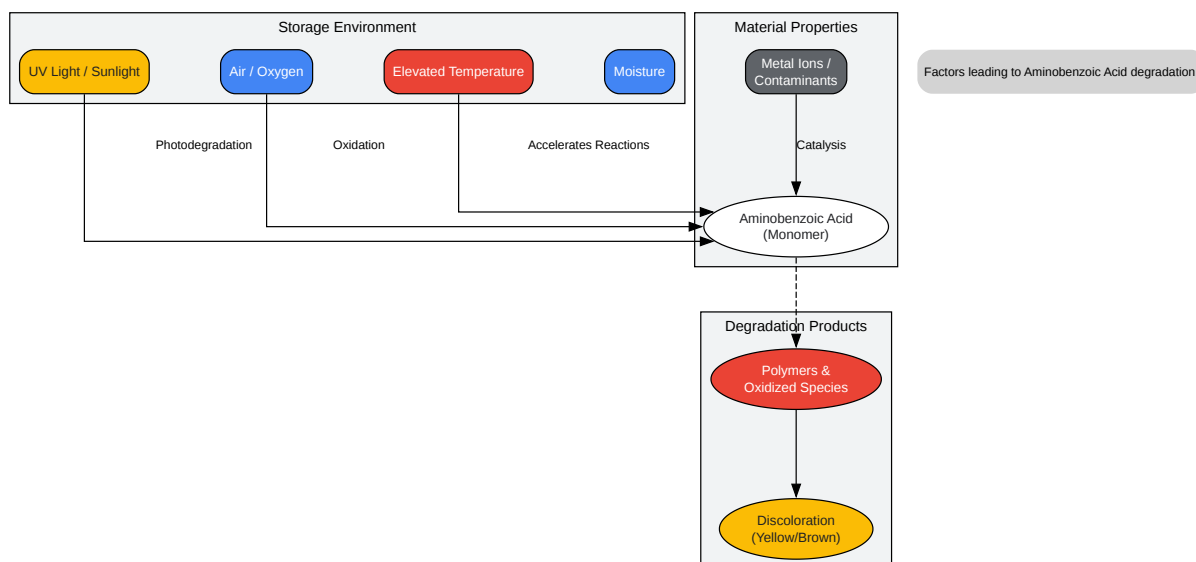 Storage Environment
Material Properties
UV Light / Sunlight
Air / Oxygen
Elevated Temperature
Moisture
Metal Ions /
Contaminants
Factors leading to Aminobenzoic Acid degradation
Photodegradation
Oxidation
Accelerates Reactions
Catalysis
Aminobenzoic Acid
(Monomer)
Degradation Products
Polymers &
Oxidized Species
Discoloration
(Yellow/Brown)